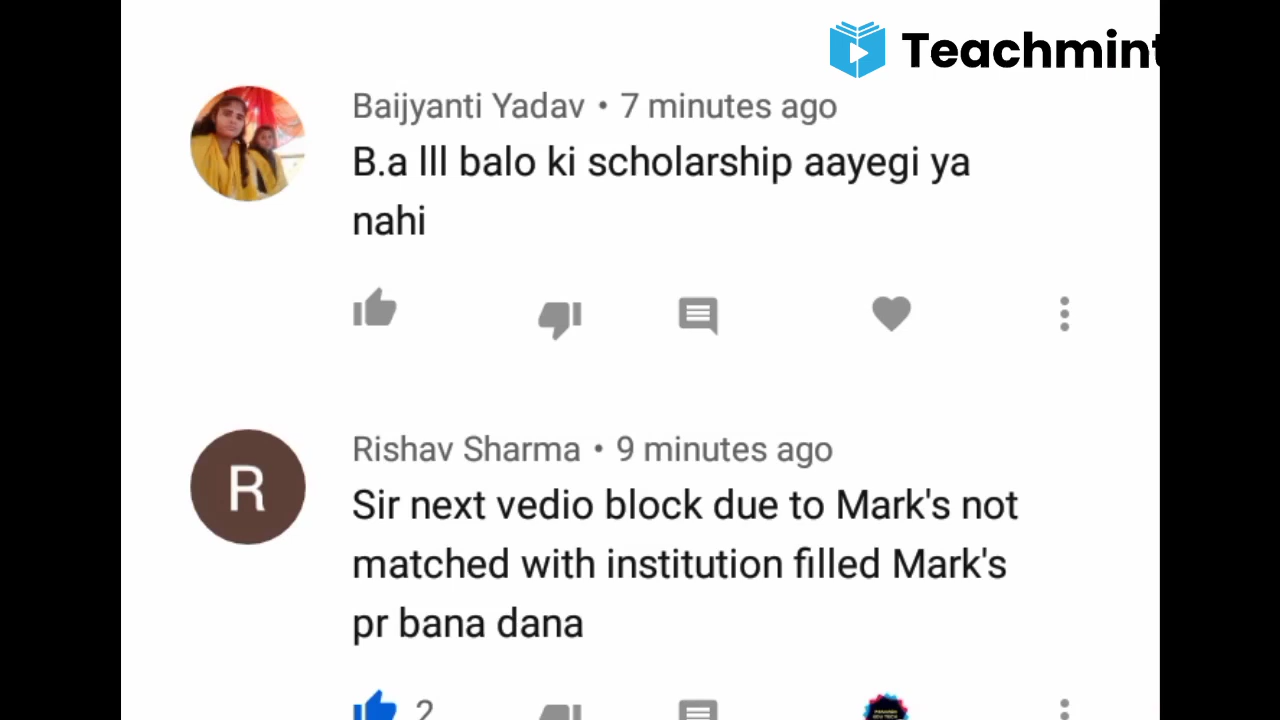 Teachmint
Baijyanti Yadav • 7 minutes ago
B.a lll balo ki scholarship aayegi ya
nahi
R
Rishav Sharma • 9 minutes ago
Sir next vedio block due to Mark's not
matched with institution filled Mark's
pr bana dana
2